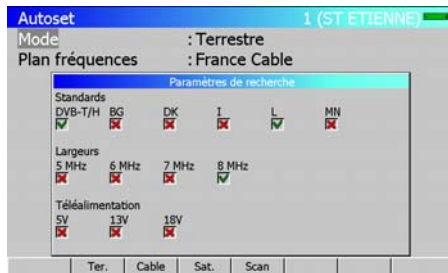 Autoset 1 (ST ETIENNE)
Mode : Terrestre
Plan fréquences : France Cable
Paramètres de recherche
Standards
DVB-T/H BG DK I L MN
Largeurs
5 MHz 6 MHz 7 MHz 8 MHz
Téléalimentation
5V 13V 18V
Ter. Cable Sat. Scan